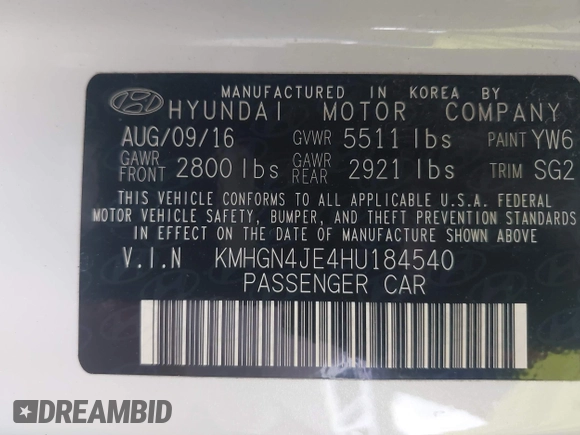 MANUFACTURED IN KOREA BY
HYUNDAI MOTOR COMPANY
AUG/09/16 GVWR 5511 lbs PAINT YW6
GAWR FRONT 2800 lbs GAWR REAR 2921 lbs TRIM SG2
THIS VEHICLE CONFORMS TO ALL APPLICABLE U.S.A. FEDERAL
MOTOR VEHICLE SAFETY, BUMPER, AND THEFT PREVENTION STANDARDS
IN EFFECT ON THE DATE OF MANUFACTURE SHOWN ABOVE.
V.I.N KMHGN4JE4HU184540
PASSENGER CAR
DREAMBID